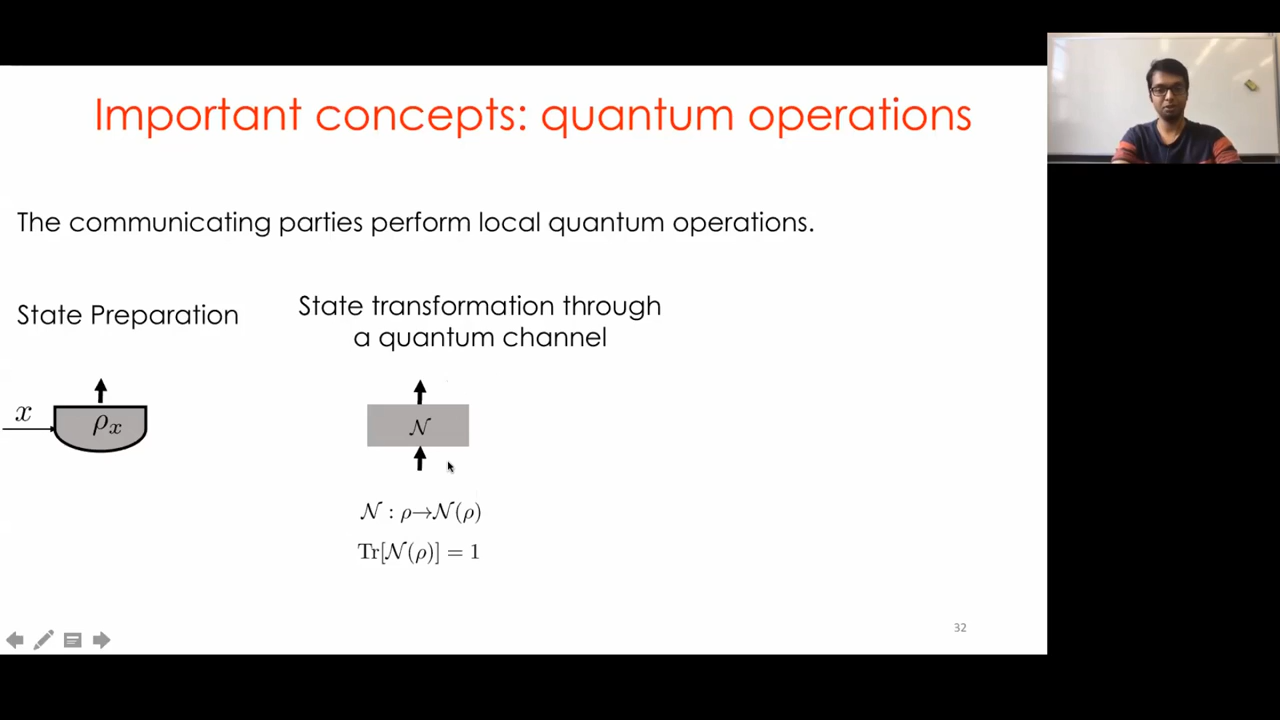 Important concepts: quantum operations
The communicating parties perform local quantum operations.
State Preparation
State transformation through
a quantum channel
x
ρₓ
𝒩
𝒩 : ρ→𝒩(ρ)
Tr[𝒩(ρ)] = 1
32